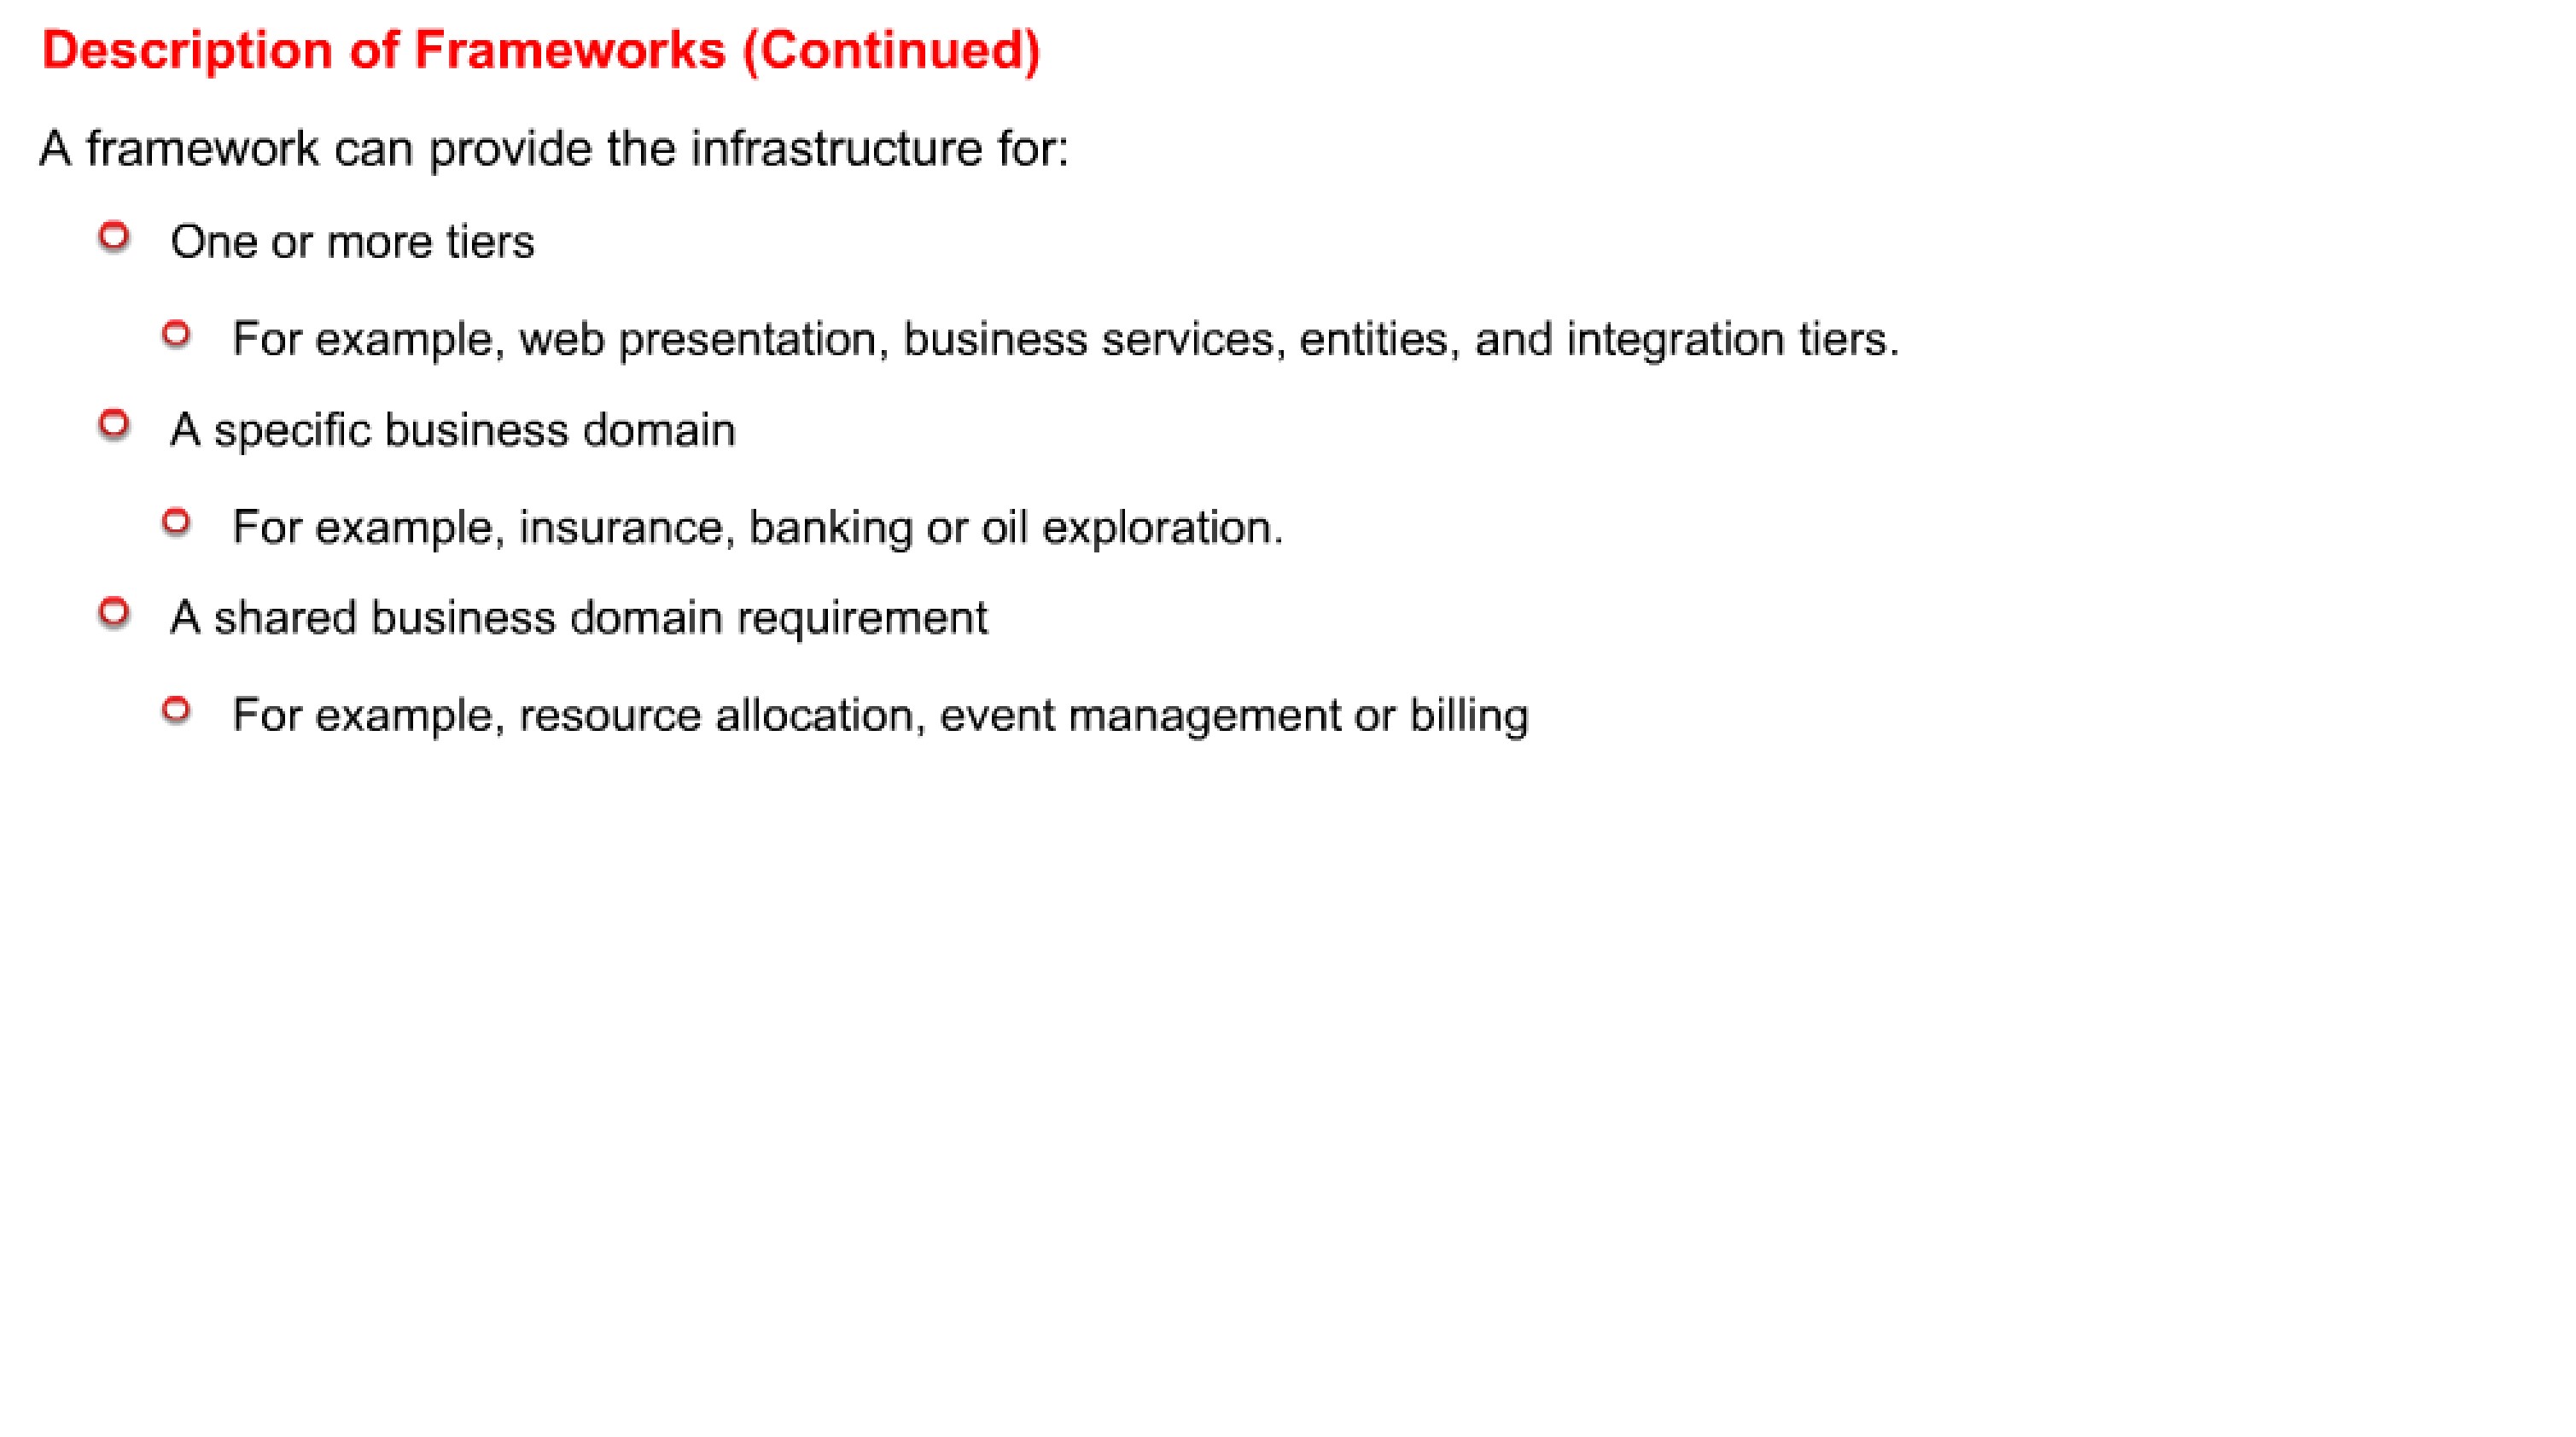 Description of Frameworks (Continued)
A framework can provide the infrastructure for:
One or more tiers
For example, web presentation, business services, entities, and integration tiers.
A specific business domain
For example, insurance, banking or oil exploration.
A shared business domain requirement
For example, resource allocation, event management or billing